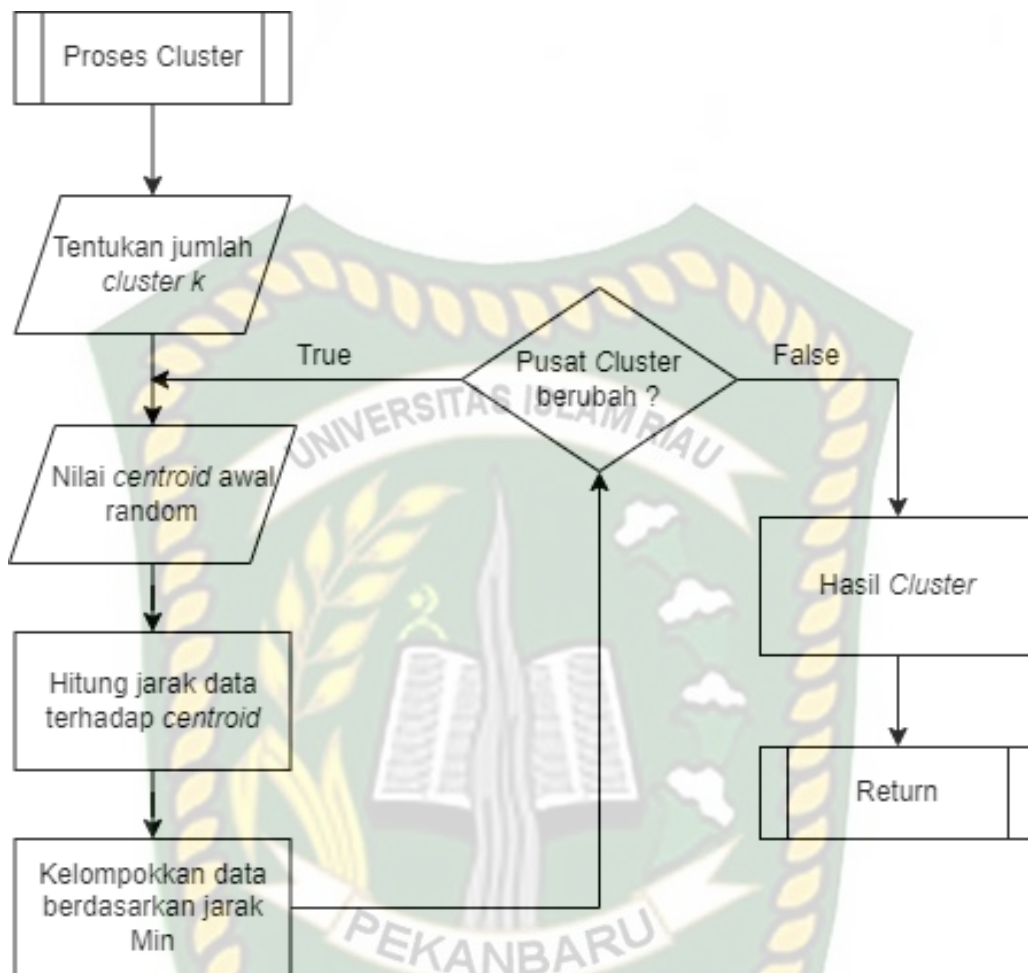 Proses Cluster
Tentukan jumlah
cluster k
True
Pusat Cluster
berubah ?
False
UNIVERSITAS ISLAM RIAU
Nilai centroid awal
random
Hasil Cluster
Hitung jarak data
terhadap centroid
Return
Kelompokkan data
berdasarkan jarak
Min
PEKANBARU